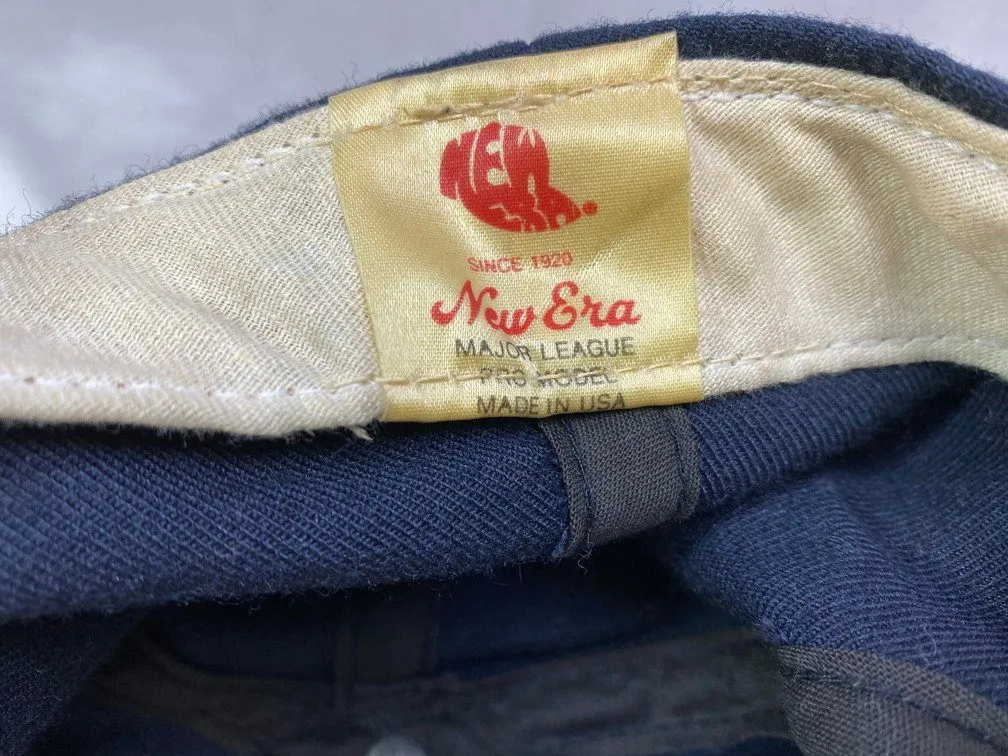 NEW
ERA®
SINCE 1920
New Era
MAJOR LEAGUE
PRO MODEL
MADE IN USA